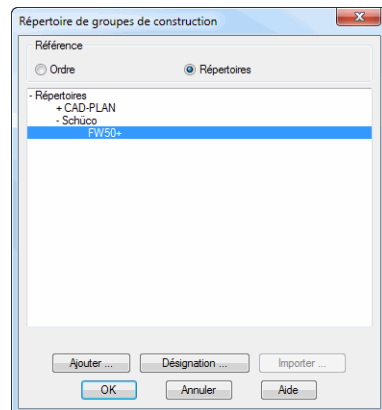 Répertoire de groupes de construction
Référence
Ordre Répertoires
- Répertoires
+ CAD-PLAN
- Schüco
FW50+
Ajouter ... Désignation ... Importer ...
OK Annuler Aide